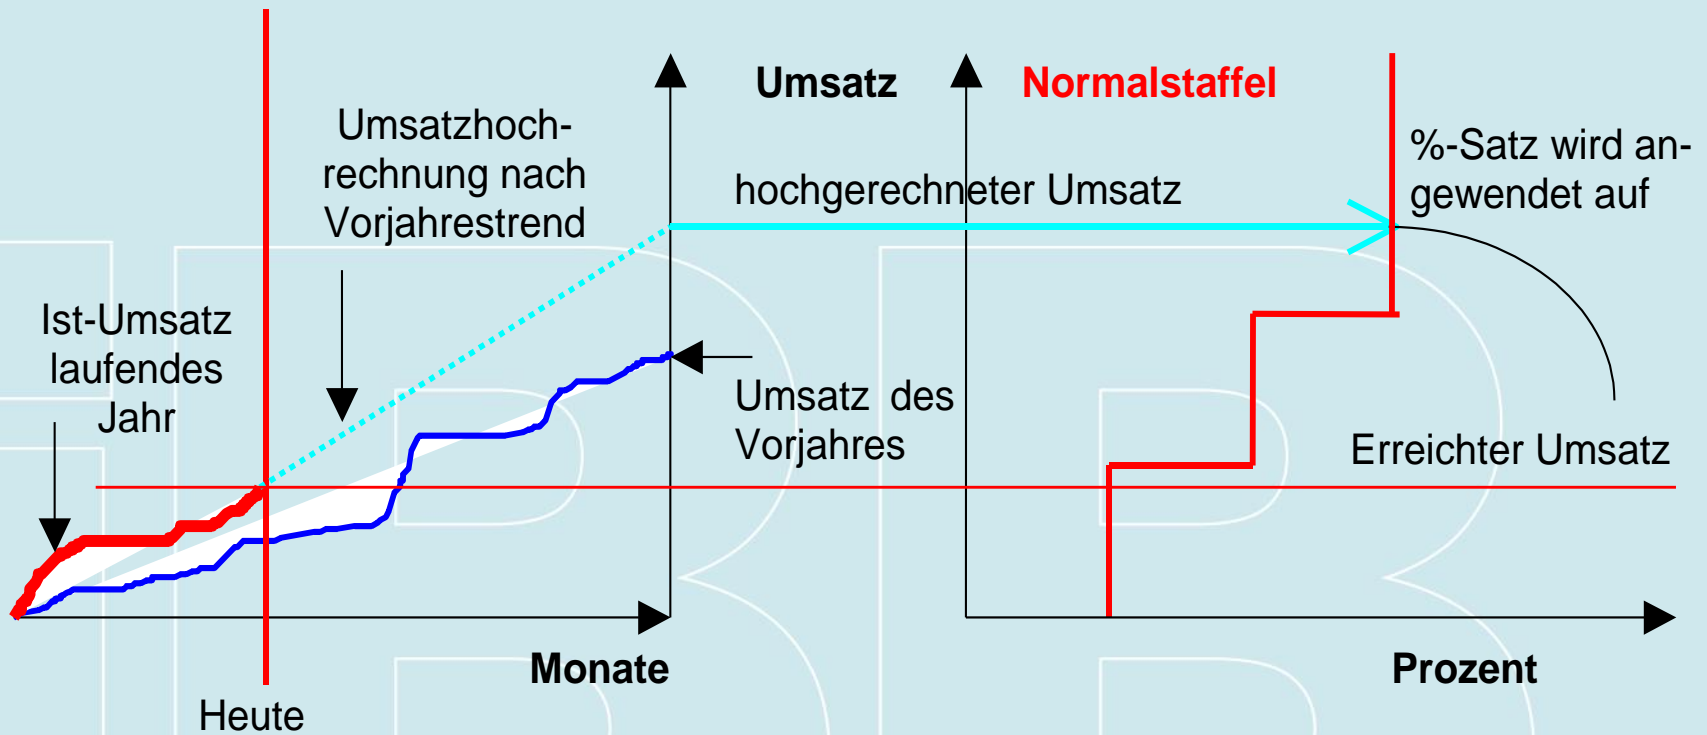 Umsatz
Normalstaffel
Umsatzhoch-
rechnung nach
Vorjahrestrend
%-Satz wird an-
gewendet auf
hochgerechneter Umsatz
Ist-Umsatz
laufendes
Jahr
Umsatz des
Vorjahres
Erreichter Umsatz
Monate
Prozent
Heute